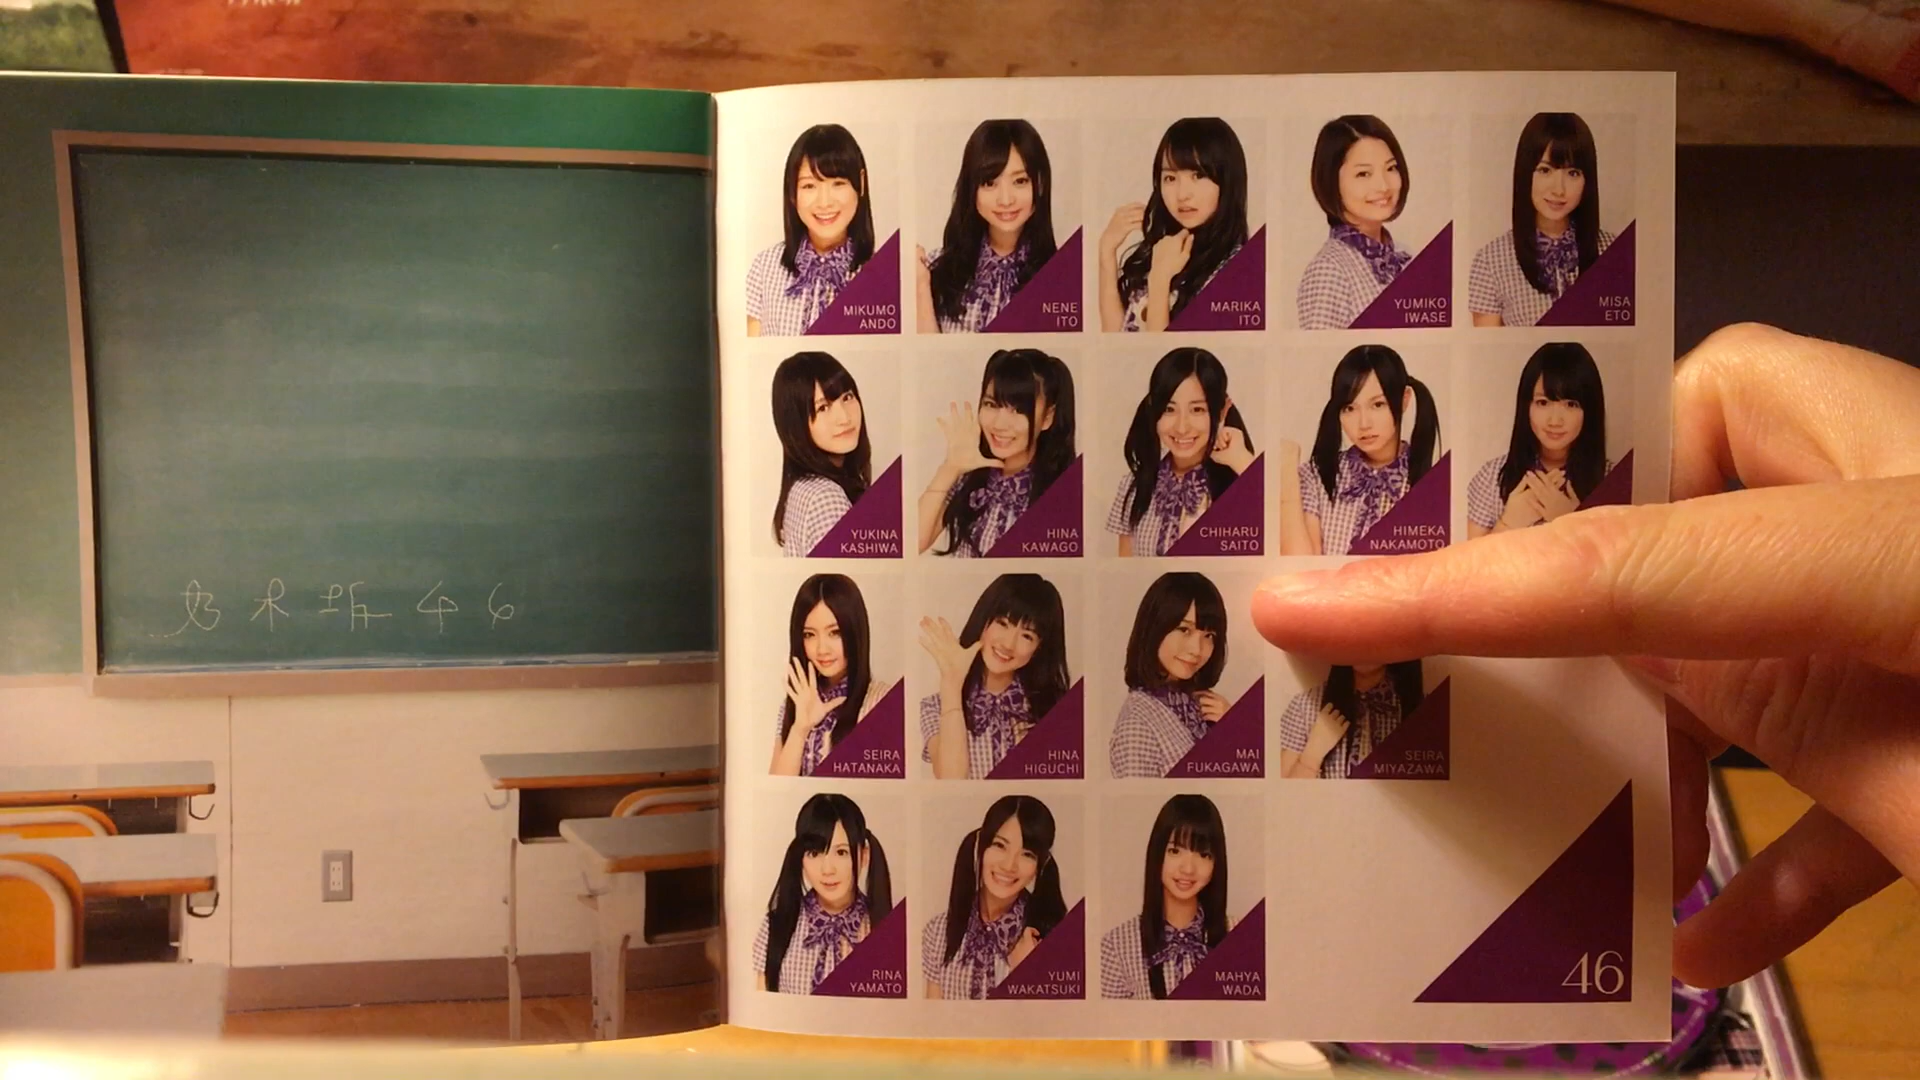 乃木坂46
MIKUMO
ANDO
NENE
ITO
MARIKA
ITO
YUMIKO
IWASE
MISA
ETO
YUKINA
KASHIWA
HINA
KAWAGO
CHIHARU
SAITO
HIMEKA
NAKAMOTO
SEIRA
HATANAKA
HINA
HIGUCHI
MAI
FUKAGAWA
SEIRA
MIYAZAWA
RINA
YAMATO
YUMI
WAKATSUKI
MAHYA
WADA
46